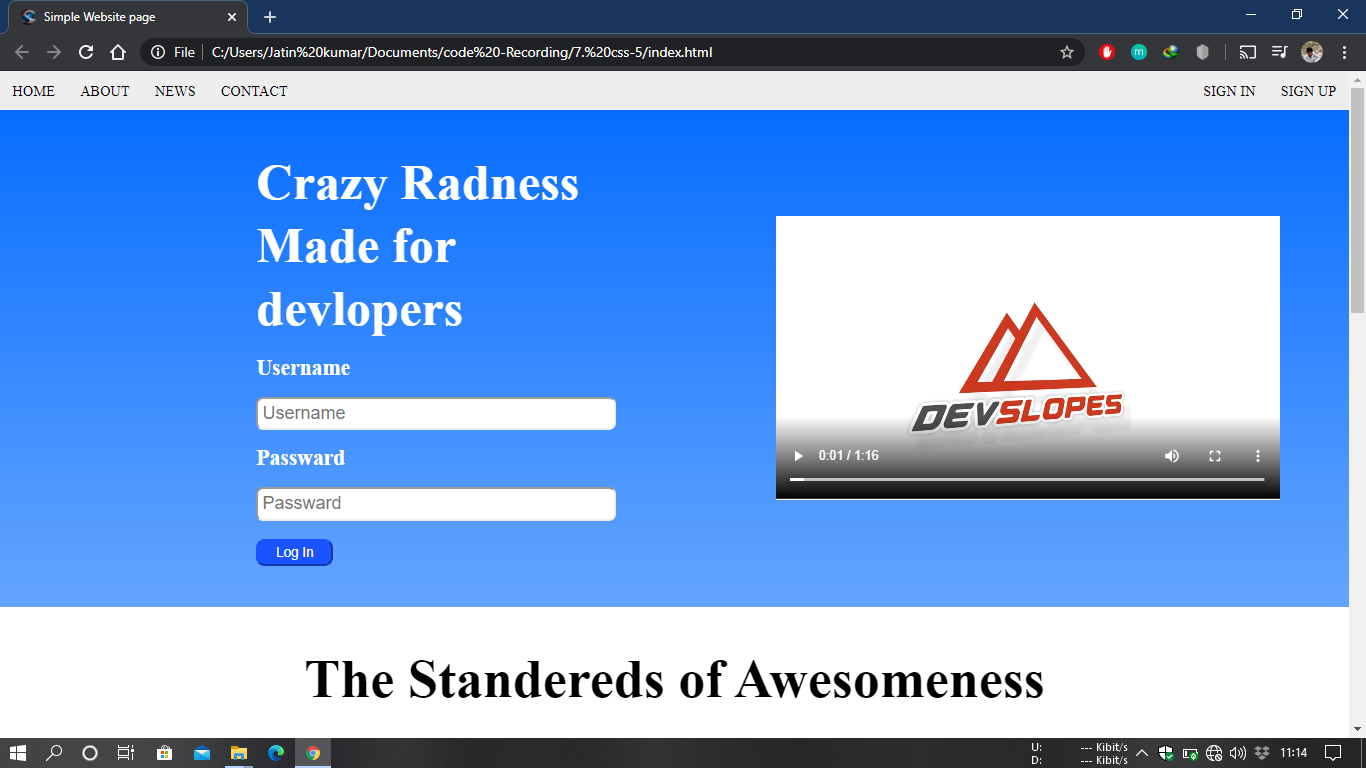 Simple Website page
File
C:/Users/Jatin%20kumar/Documents/code%20-Recording/7.%20css-5/index.html
m
HOME ABOUT NEWS CONTACT SIGN IN SIGN UP
Crazy Radness
Made for
devlopers
Username
Username
Password
Password
Log In
DEVSLOPES
0:01 / 1:16
The Standereds of Awesomeness
U: --- Kibit/s
D: --- Kibit/s
11:14